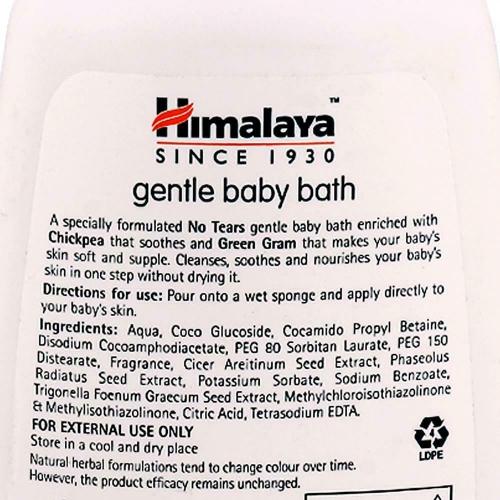 Himalaya™
SINCE 1930
gentle baby bath
A specially formulated No Tears gentle baby bath enriched with
Chickpea that soothes and Green Gram that makes your baby's
skin soft and supple. Cleanses, soothes and nourishes your baby's
skin in one step without drying it.
Directions for use: Pour onto a wet sponge and apply directly to
your baby's skin.
Ingredients: Aqua, Coco Glucoside, Cocamido Propyl Betaine,
Disodium Cocoamphodiacetate, PEG 80 Sorbitan Laurate, PEG 150
Distearate, Fragrance, Cicer Areitinum Seed Extract, Phaseolus
Radiatus Seed Extract, Potassium Sorbate, Sodium Benzoate,
Trigonella Foenum Graecum Seed Extract, Methylchloroisothiazolinone
& Methylisothiazolinone, Citric Acid, Tetrasodium EDTA.
FOR EXTERNAL USE ONLY
Store in a cool and dry place
Natural herbal formulations tend to change colour over time.
However, the product efficacy remains unchanged.
4
LDPE